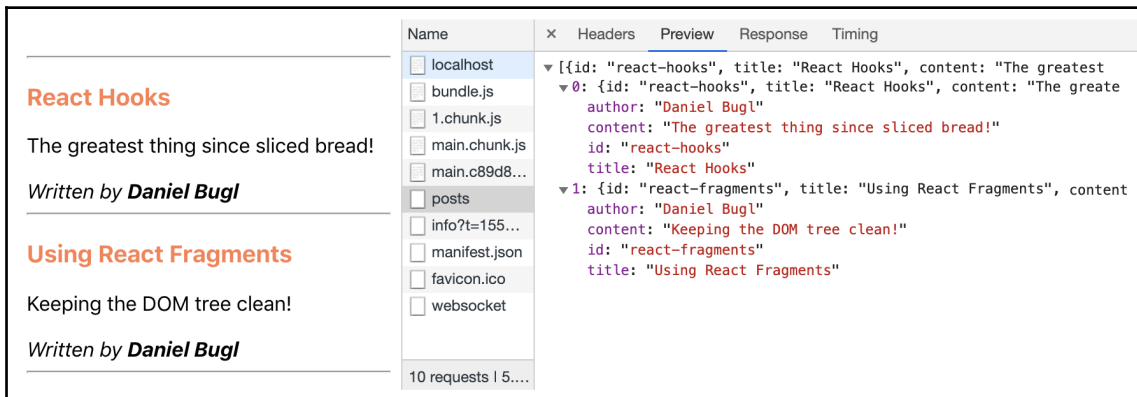 React Hooks
The greatest thing since sliced bread!
Written by Daniel Bugl
Using React Fragments
Keeping the DOM tree clean!
Written by Daniel Bugl
Name
localhost
bundle.js
1.chunk.js
main.chunk.js
main.c89d8...
posts
info?t=155...
manifest.json
favicon.ico
websocket
10 requests | 5....
× Headers Preview Response Timing
▼[{id: "react-hooks", title: "React Hooks", content: "The greatest
▼0: {id: "react-hooks", title: "React Hooks", content: "The greate
author: "Daniel Bugl"
content: "The greatest thing since sliced bread!"
id: "react-hooks"
title: "React Hooks"
▼1: {id: "react-fragments", title: "Using React Fragments", content
author: "Daniel Bugl"
content: "Keeping the DOM tree clean!"
id: "react-fragments"
title: "Using React Fragments"